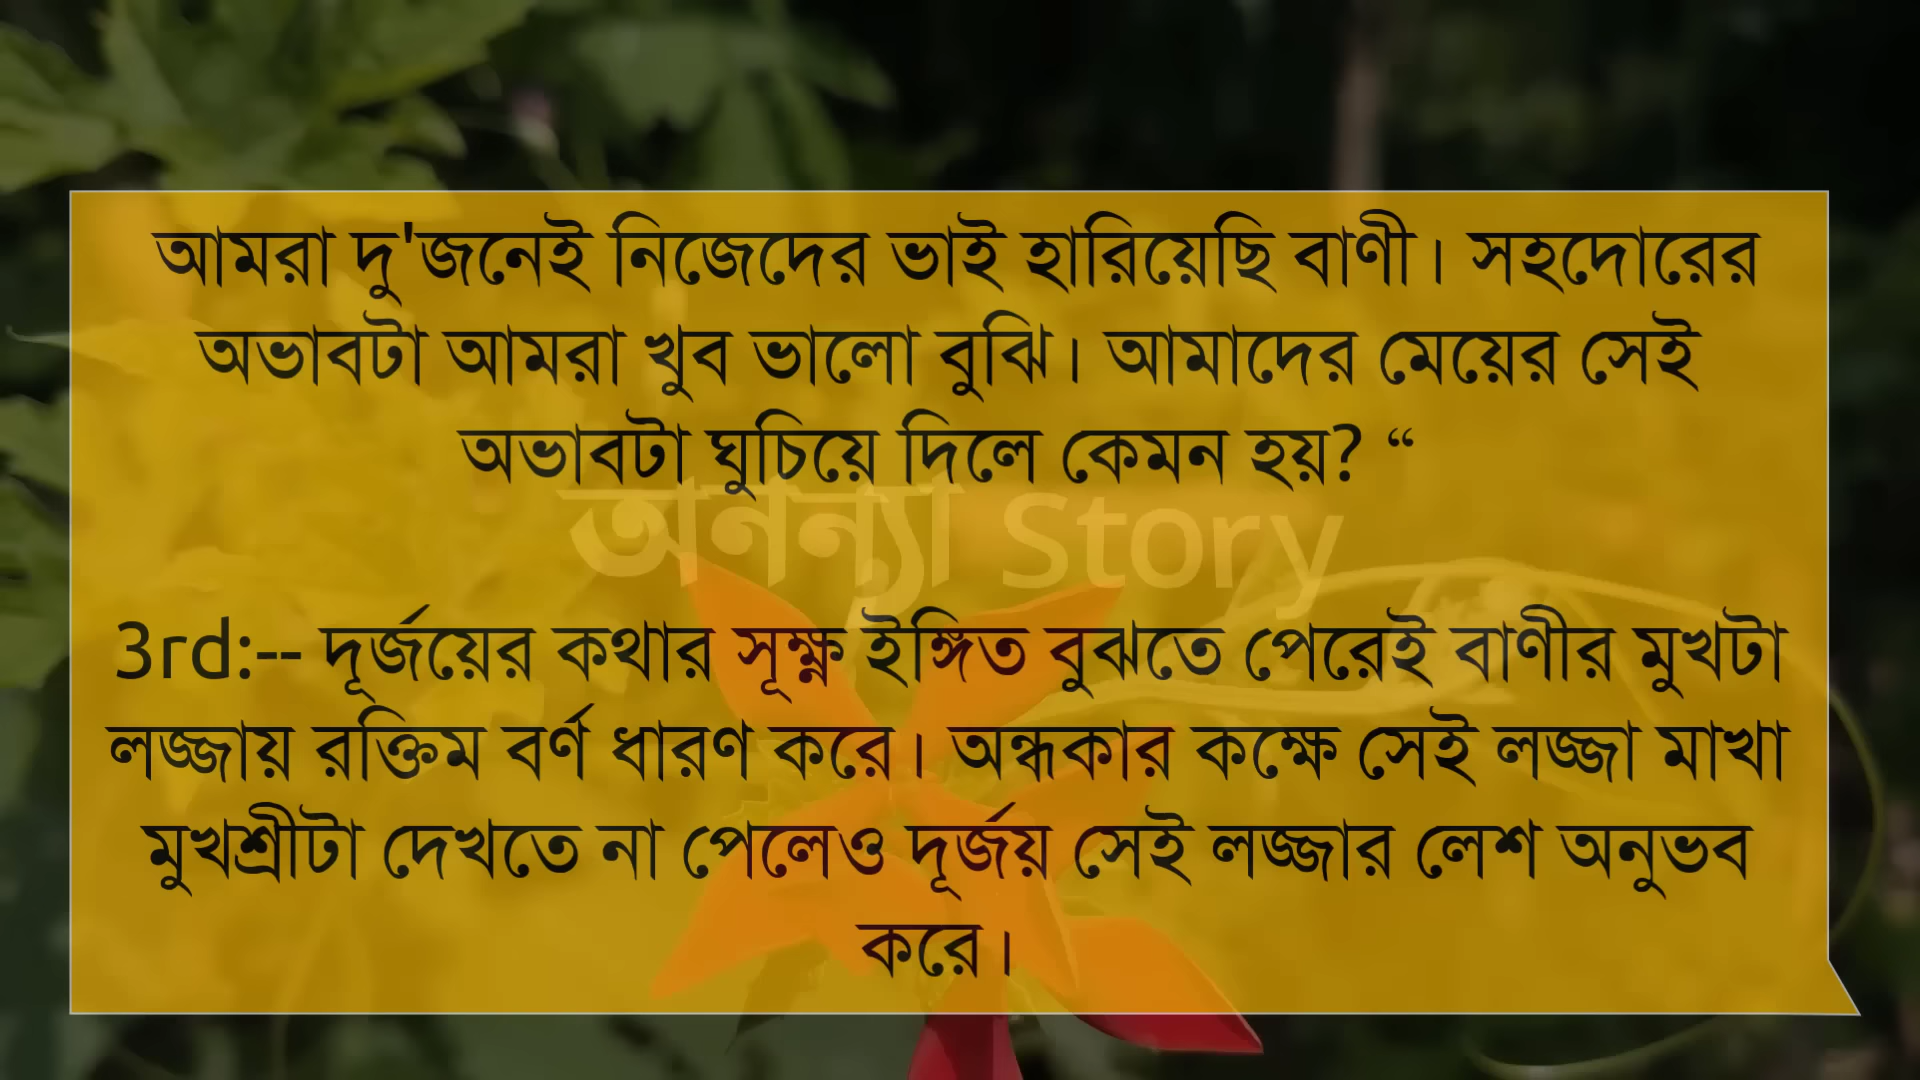 আমরা দু'জনেই নিজেদের ভাই হারিয়েছি বাণী। সহদোরের
অভাবটা আমরা খুব ভালো বুঝি। আমাদের মেয়ের সেই
অভাবটা ঘুচিয়ে দিলে কেমন হয়? “
অনন্যা Story
3rd:-- দূর্জয়ের কথার সূক্ষ্ণ ইঙ্গিত বুঝতে পেরেই বাণীর মুখটা
লজ্জায় রক্তিম বর্ণ ধারণ করে। অন্ধকার কক্ষে সেই লজ্জা মাখা
মুখশ্রীটা দেখতে না পেলেও দূর্জয় সেই লজ্জার লেশ অনুভব
করে।